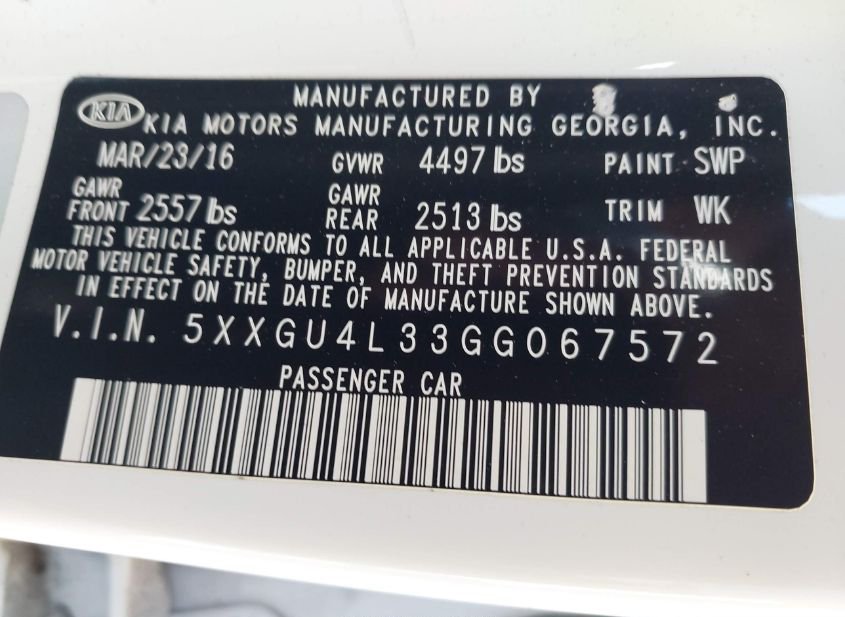 KIA
MANUFACTURED BY
KIA MOTORS MANUFACTURING GEORGIA, INC.
MAR/23/16 GVWR 4497 lbs PAINT SWP
GAWR FRONT 2557 lbs GAWR REAR 2513 lbs TRIM WK
THIS VEHICLE CONFORMS TO ALL APPLICABLE U.S.A. FEDERAL
MOTOR VEHICLE SAFETY, BUMPER, AND THEFT PREVENTION STANDARDS
IN EFFECT ON THE DATE OF MANUFACTURE SHOWN ABOVE.
V.I.N. 5XXGU4L33GG067572
PASSENGER CAR